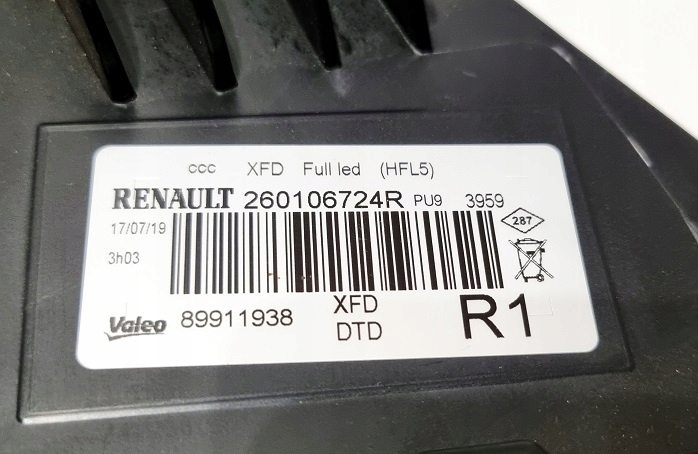 ccc XFD Full led (HFL5)
RENAULT 260106724R PU9 3959
17/07/19
287
3h03
Valeo 89911938 XFD
DTD
R1